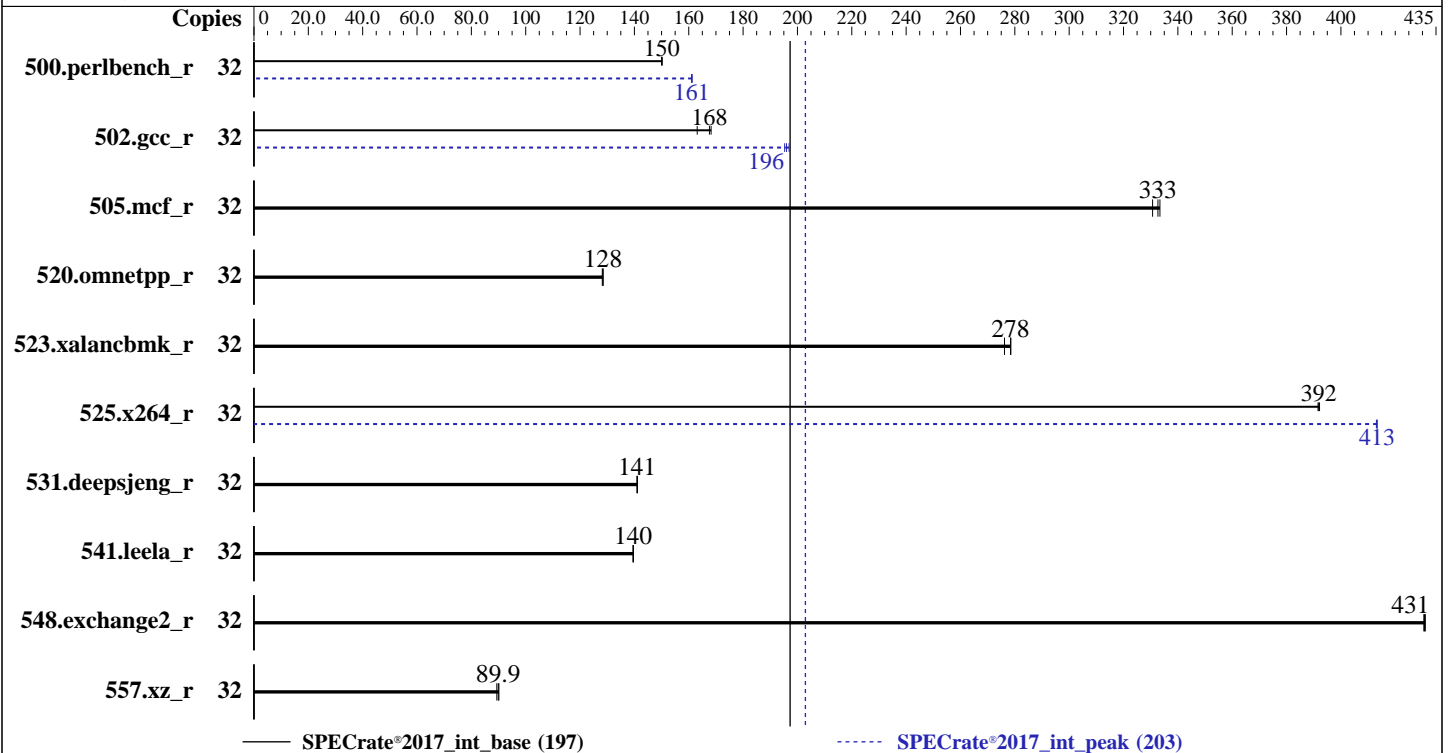 Copies 0 20.0 40.0 60.0 80.0 100 120 140 160 180 200 220 240 260 280 300 320 340 360 380 400 435
500.perlbench_r 32 150
161
502.gcc_r 32 168
196
505.mcf_r 32 333
520.omnetpp_r 32 128
523.xalancbmk_r 32 278
525.x264_r 32 392
413
531.deepsjeng_r 32 141
541.leela_r 32 140
548.exchange2_r 32 431
557.xz_r 32 89.9
SPECrate®2017_int_base (197) SPECrate®2017_int_peak (203)